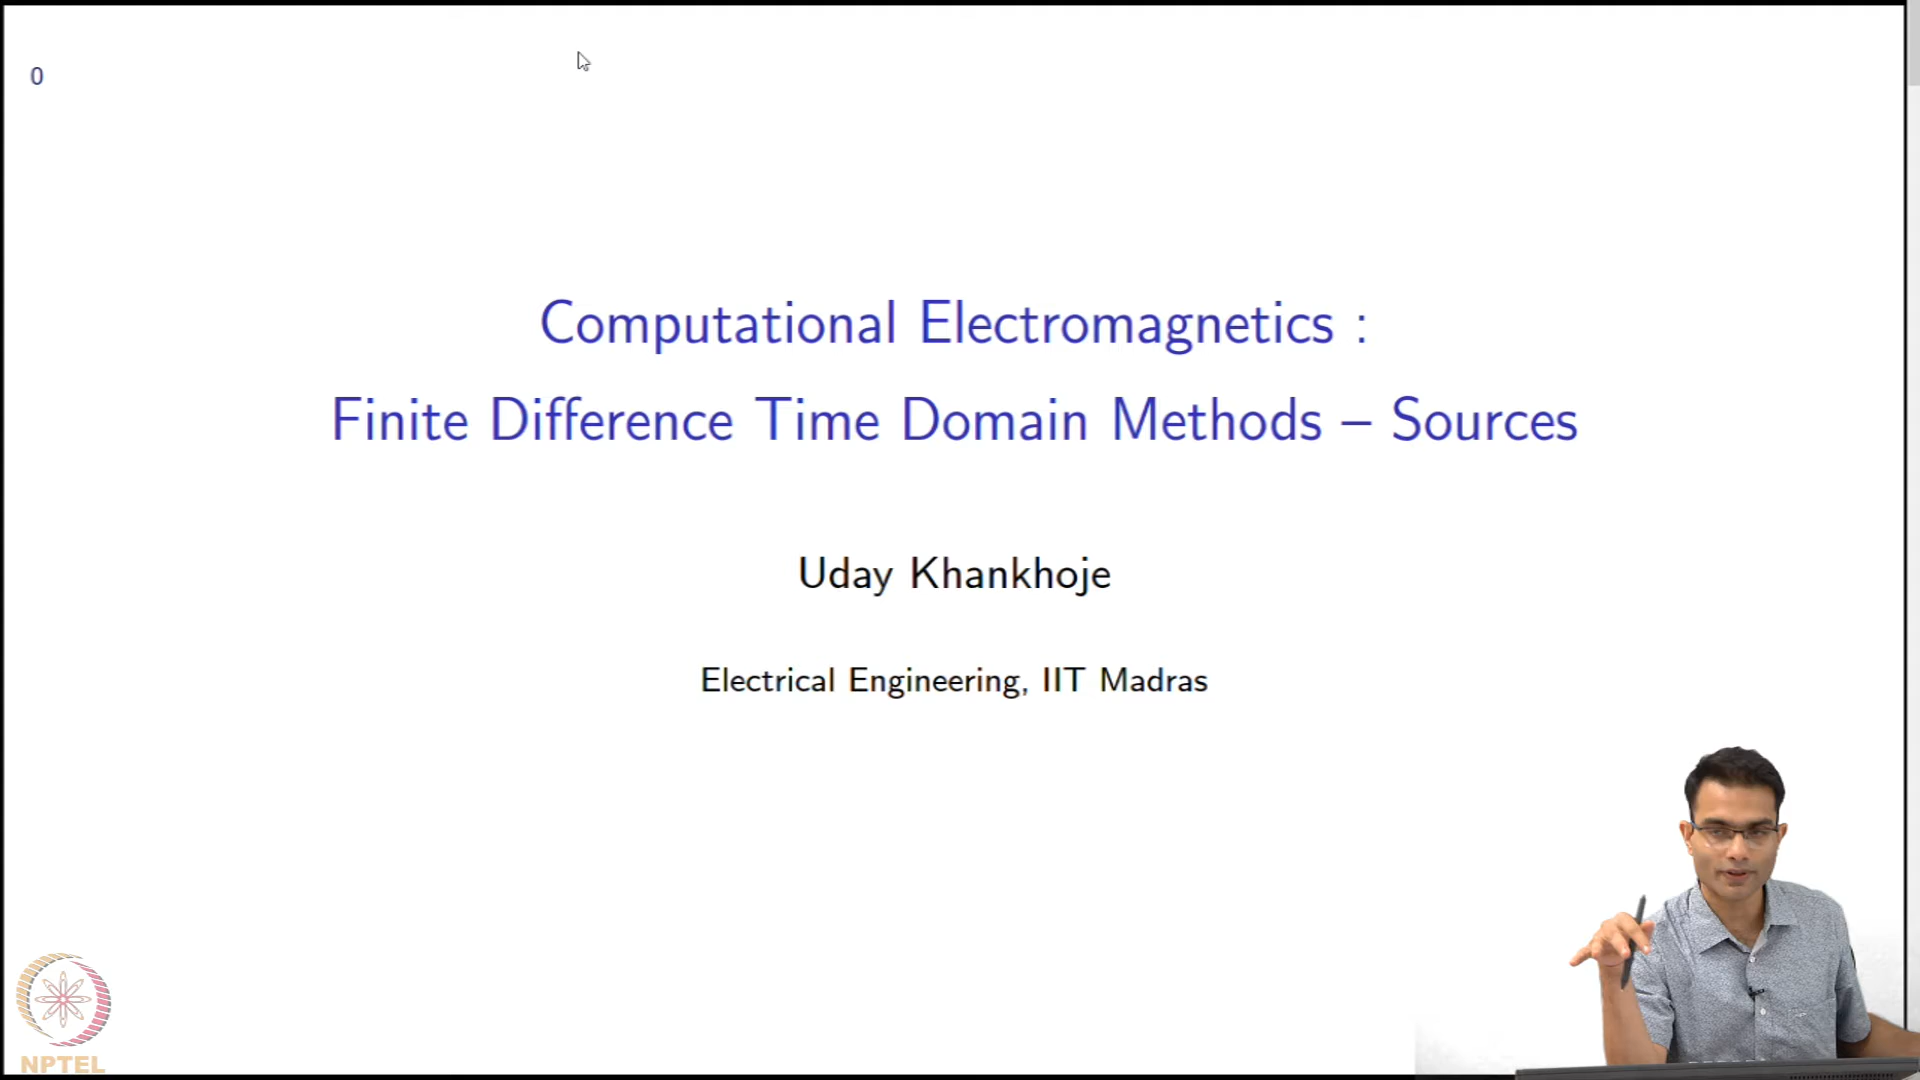 0
Computational Electromagnetics :
Finite Difference Time Domain Methods – Sources
Uday Khankhoje
Electrical Engineering, IIT Madras
NPTEL